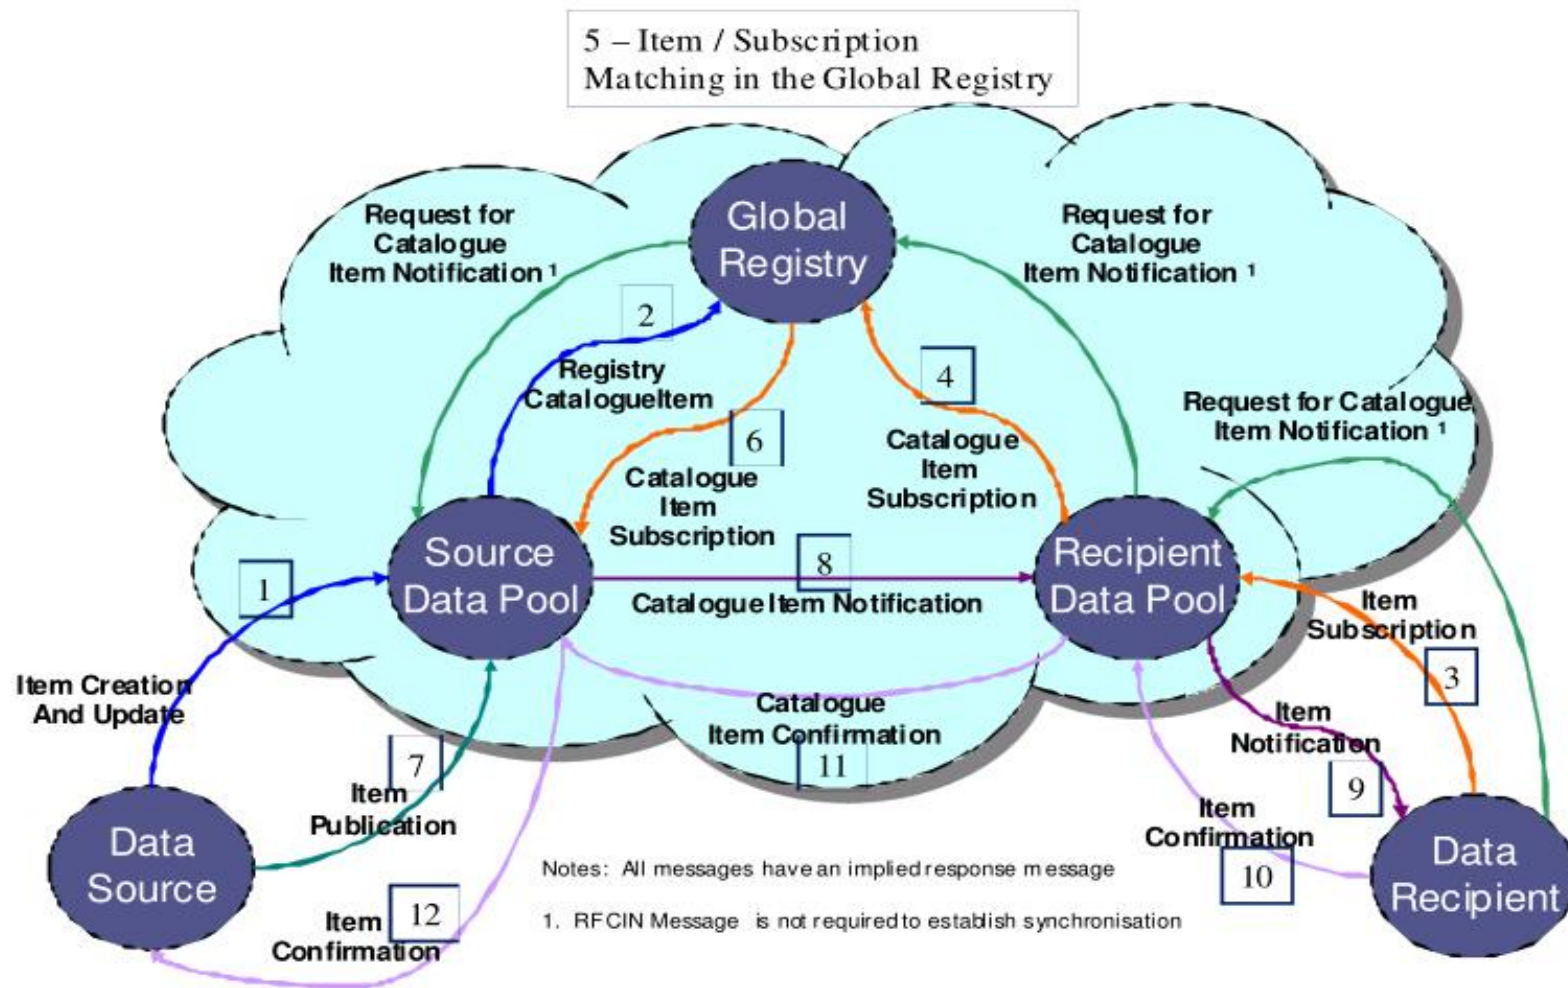 5 – Item / Subscription
Matching in the Global Registry
Request for
Catalogue
Item Notification ¹
Global
Registry
Request for
Catalogue
Item Notification ¹
2
Registry
CatalogueItem
4
6
Request for Catalogue
Item Notification ¹
Catalogue
Item
Subscription
Catalogue
Item
Subscription
Source
Data Pool
8
Catalogue Item Notification
Recipient
Data Pool
1
Item
Subscription
3
Item Creation
And Update
Catalogue
Item Confirmation
11
Item
Notification
9
7
Item
Publication
Item
Confirmation
10
Data
Source
Data
Recipient
Notes: All messages have an implied response message
1. RFCIN Message is not required to establish synchronisation
12
Item
Confirmation